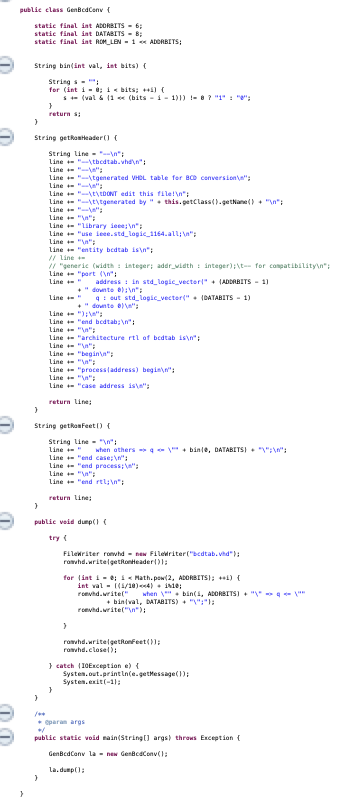 public class GenBcdConv {
static final int ADDRBITS = 6;
static final int DATABITS = 8;
static final int ROM_LEN = 1 << ADDRBITS;
String bin(int val, int bits) {
String s = "";
for (int i = 0; i < bits; ++i) {
s += (val & (1 << (bits - i - 1))) != 0 ? "1" : "0";
}
return s;
}
String getRomHeader() {
String line = "--\n";
line += "--\tbcdtab.vhd\n";
line += "--\n";
line += "--\tgenerated VHDL table for BCD conversion\n";
line += "--\n";
line += "--\t\tDONT edit this file!\n";
line += "--\t\tgenerated by " + this.getClass().getName() + "\n";
line += "--\n";
line += "\n";
line += "library ieee;\n";
line += "use ieee.std_logic_1164.all;\n";
line += "\n";
line += "entity bcdtab is\n";
// line +=
// "generic (width : integer; addr_width : integer);\t-- for compatibility\n";
line += "port (\n";
line += "    address : in std_logic_vector(" + (ADDRBITS - 1)
+ " downto 0);\n";
line += "    q : out std_logic_vector(" + (DATABITS - 1)
+ " downto 0)\n";
line += ");\n";
line += "end bcdtab;\n";
line += "\n";
line += "architecture rtl of bcdtab is\n";
line += "\n";
line += "begin\n";
line += "\n";
line += "process(address) begin\n";
line += "\n";
line += "case address is\n";
return line;
}
String getRomFeet() {
String line = "\n";
line += "    when others => q <= \"" + bin(0, DATABITS) + "\";\n";
line += "end case;\n";
line += "end process;\n";
line += "\n";
line += "end rtl;\n";
return line;
}
public void dump() {
try {
FileWriter romvhd = new FileWriter("bcdtab.vhd");
romvhd.write(getRomHeader());
for (int i = 0; i < Math.pow(2, ADDRBITS); ++i) {
int val = ((i/10)<<4) + i%10;
romvhd.write("    when \"" + bin(i, ADDRBITS) + "\" => q <= \""
+ bin(val, DATABITS) + "\";");
romvhd.write("\n");
}
romvhd.write(getRomFeet());
romvhd.close();
} catch (IOException e) {
System.out.println(e.getMessage());
System.exit(-1);
}
}
/**
* @param args
*/
public static void main(String[] args) throws Exception {
GenBcdConv la = new GenBcdConv();
la.dump();
}
}